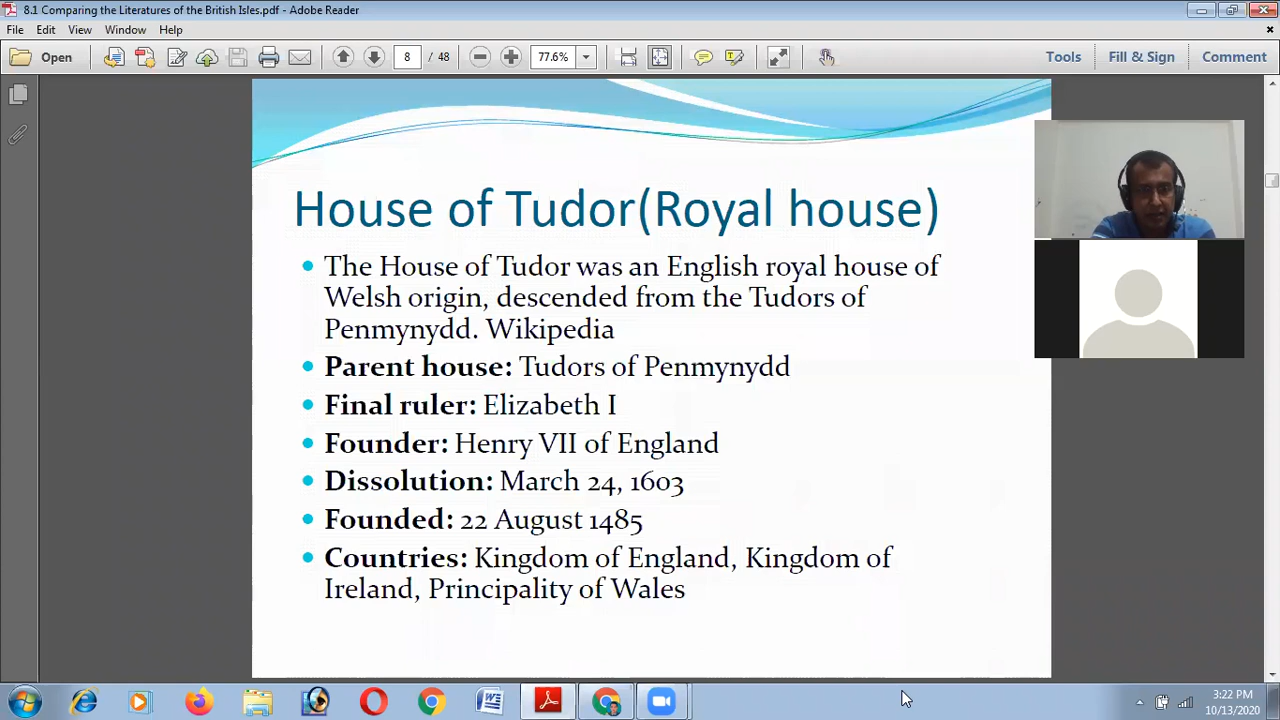 8.1 Comparing the Literatures of the British Isles.pdf - Adobe Reader
File Edit View Window Help
Open 8 / 48 77.6% Tools Fill & Sign Comment
House of Tudor(Royal house)
• The House of Tudor was an English royal house of
Welsh origin, descended from the Tudors of
Penmynydd. Wikipedia
• Parent house: Tudors of Penmynydd
• Final ruler: Elizabeth I
• Founder: Henry VII of England
• Dissolution: March 24, 1603
• Founded: 22 August 1485
• Countries: Kingdom of England, Kingdom of
Ireland, Principality of Wales
3:22 PM
10/13/2020